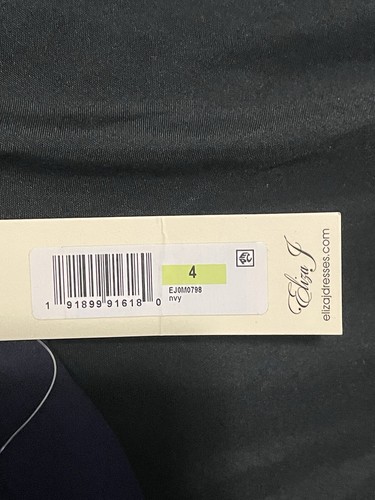 4
EJ0M0798
nvy
1 91899 91618 0
Eliza J
elizajdresses.com